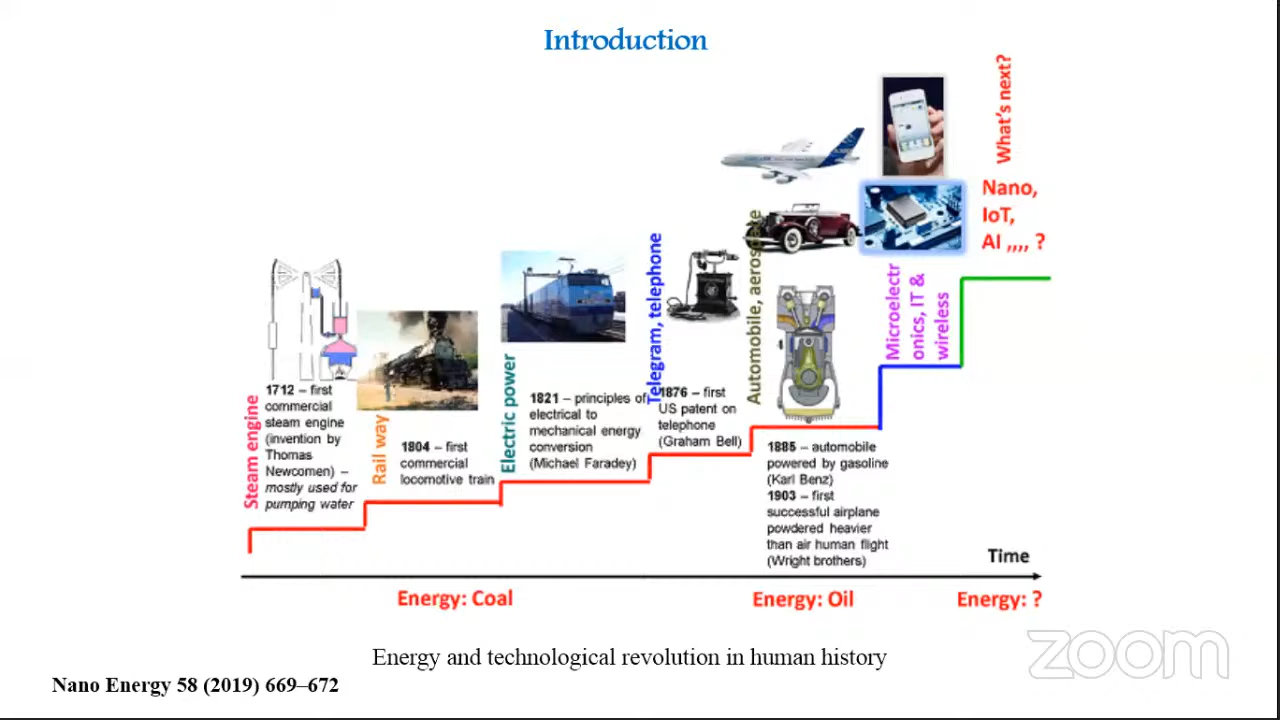 Introduction
What's next?
Nano,
IoT,
AI ,,,, ?
Steam engine
1712 – first
commercial
steam engine
(invention by
Thomas
Newcomen) –
mostly used for
pumping water
Rail way
1804 – first
commercial
locomotive train
Electric power
1821 – principles of
electrical to
mechanical energy
conversion
(Michael Faradey)
Telegram, telephone
1876 – first
US patent on
telephone
(Graham Bell)
Automobile, aerospace
1885 – automobile
powered by gasoline
(Karl Benz)
1903 – first
successful airplane
powdered heavier
than air human flight
(Wright brothers)
Microelectr
onics, IT &
wireless
Time
Energy: Coal
Energy: Oil
Energy: ?
Energy and technological revolution in human history
Nano Energy 58 (2019) 669–672
zoom